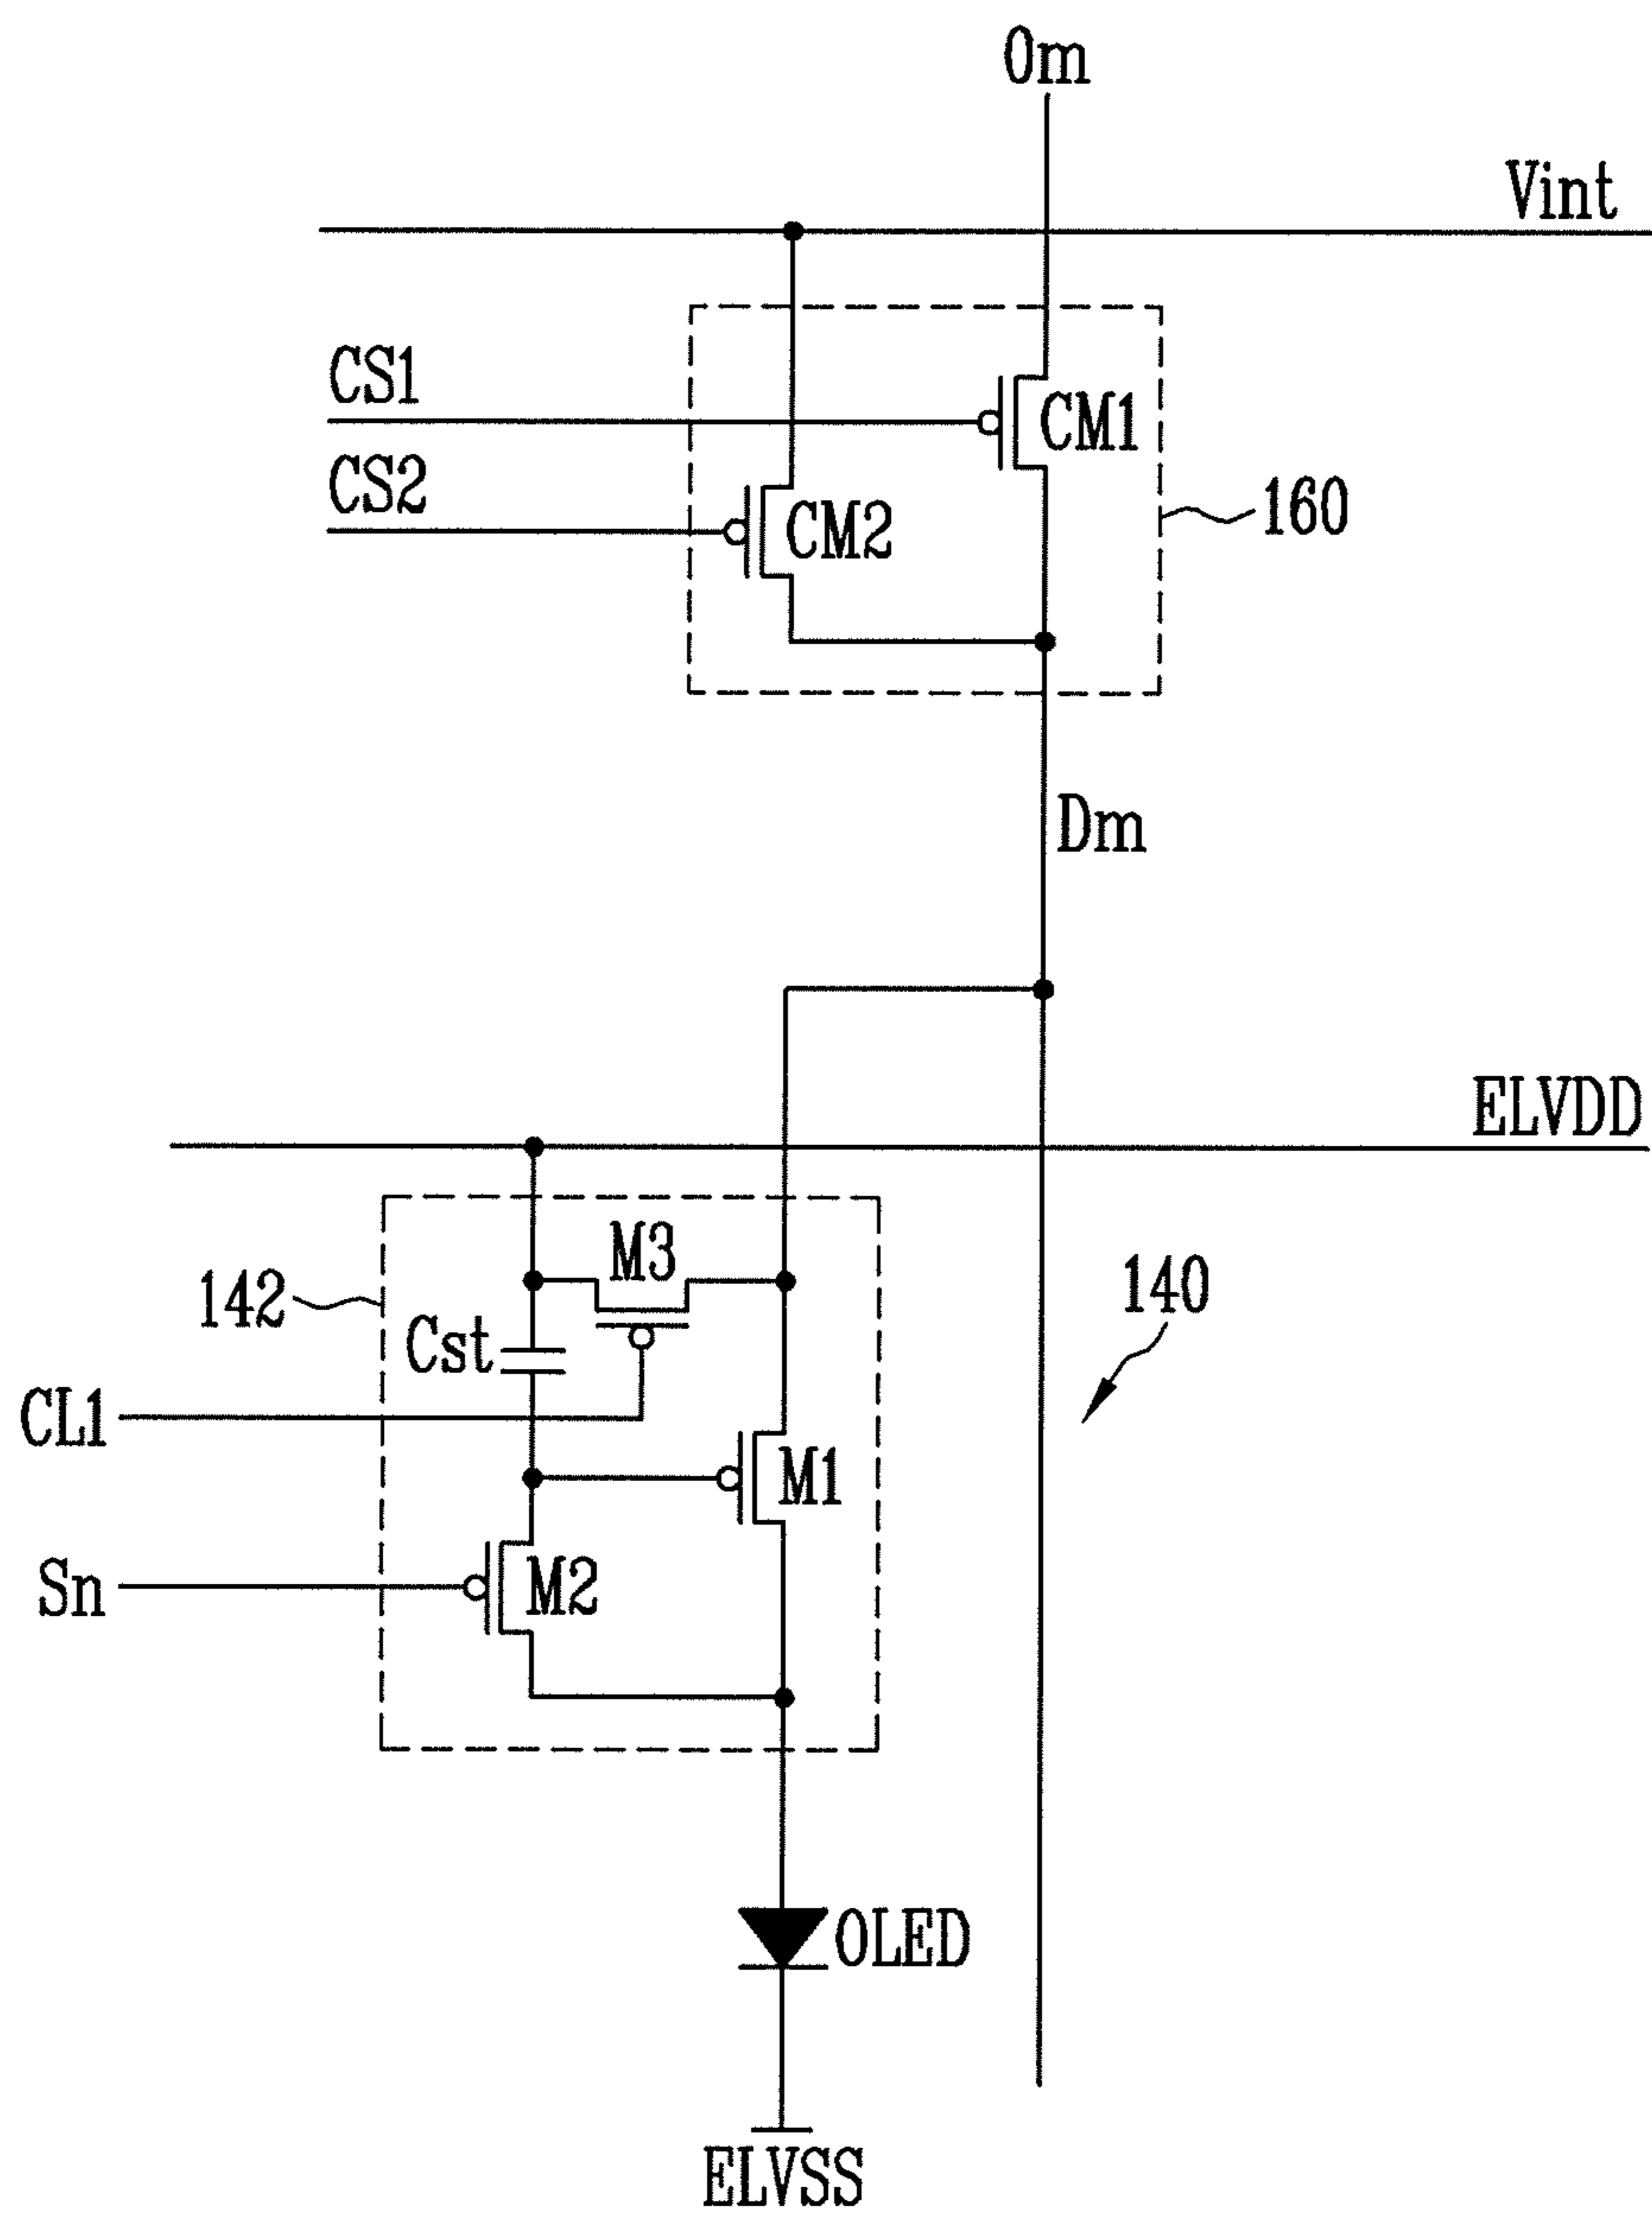 0m
Vint
CS1
CM1
CS2
CM2
160
Dm
ELVDD
M3
142
140
Cst
CL1
M1
Sn
M2
OLED
ELVSS